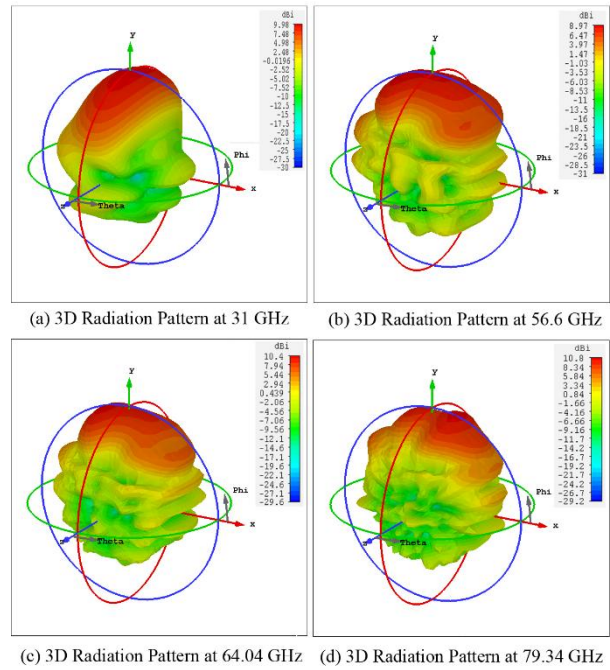 dBi
9.98
7.48
4.98
2.48
-0.0196
-2.52
-5.02
-7.5
-10
-12.5
-15
-17.5
-20
-22.5
-25
-27.5
-30
y
Phi
x
Theta
z
(a) 3D Radiation Pattern at 31 GHz
dBi
8.97
6.47
3.97
1.47
-1.03
-3.53
-6.03
-8.53
-11
-13.5
-16
-18.5
-21
-23.5
-26
-28.5
-31
y
Phi
x
Theta
z
(b) 3D Radiation Pattern at 56.6 GHz
dBi
10.4
7.94
5.44
2.94
0.439
-2.06
-4.56
-7.06
-9.56
-12.1
-14.6
-17.1
-19.6
-22.1
-24.6
-27.1
-29.6
y
Phi
x
Theta
(c) 3D Radiation Pattern at 64.04 GHz
dBi
10.8
8.34
5.84
3.34
0.84
-1.66
-4.16
-6.66
-9.16
-11.7
-14.2
-16.7
-19.2
-21.7
-24.2
-26.7
-29.2
y
Phi
x
Theta
(d) 3D Radiation Pattern at 79.34 GHz